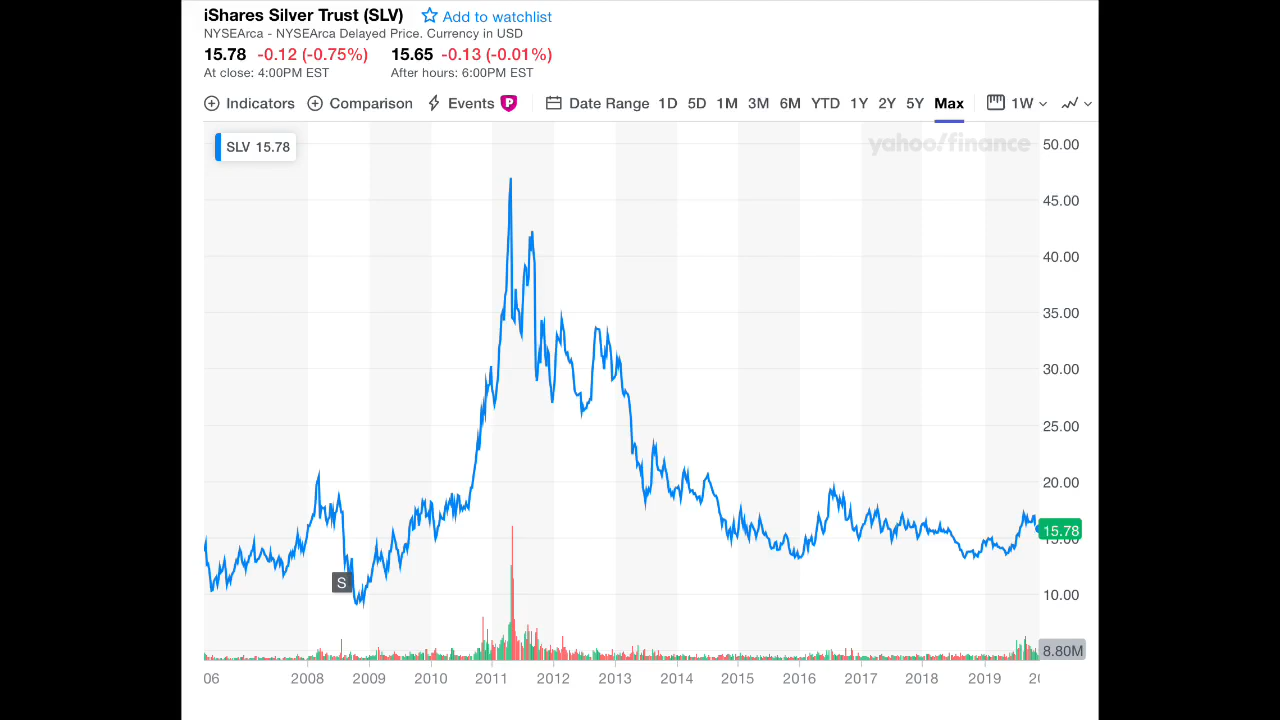 iShares Silver Trust (SLV) Add to watchlist
NYSEArca - NYSEArca Delayed Price. Currency in USD
15.78 -0.12 (-0.75%) 15.65 -0.13 (-0.01%)
At close: 4:00PM EST After hours: 6:00PM EST
Indicators Comparison Events P Date Range 1D 5D 1M 3M 6M YTD 1Y 2Y 5Y Max 1W
SLV 15.78
yahoo!finance
50.00
45.00
40.00
35.00
30.00
25.00
20.00
15.78
15.00
S
10.00
8.80M
06 2008 2009 2010 2011 2012 2013 2014 2015 2016 2017 2018 2019 20